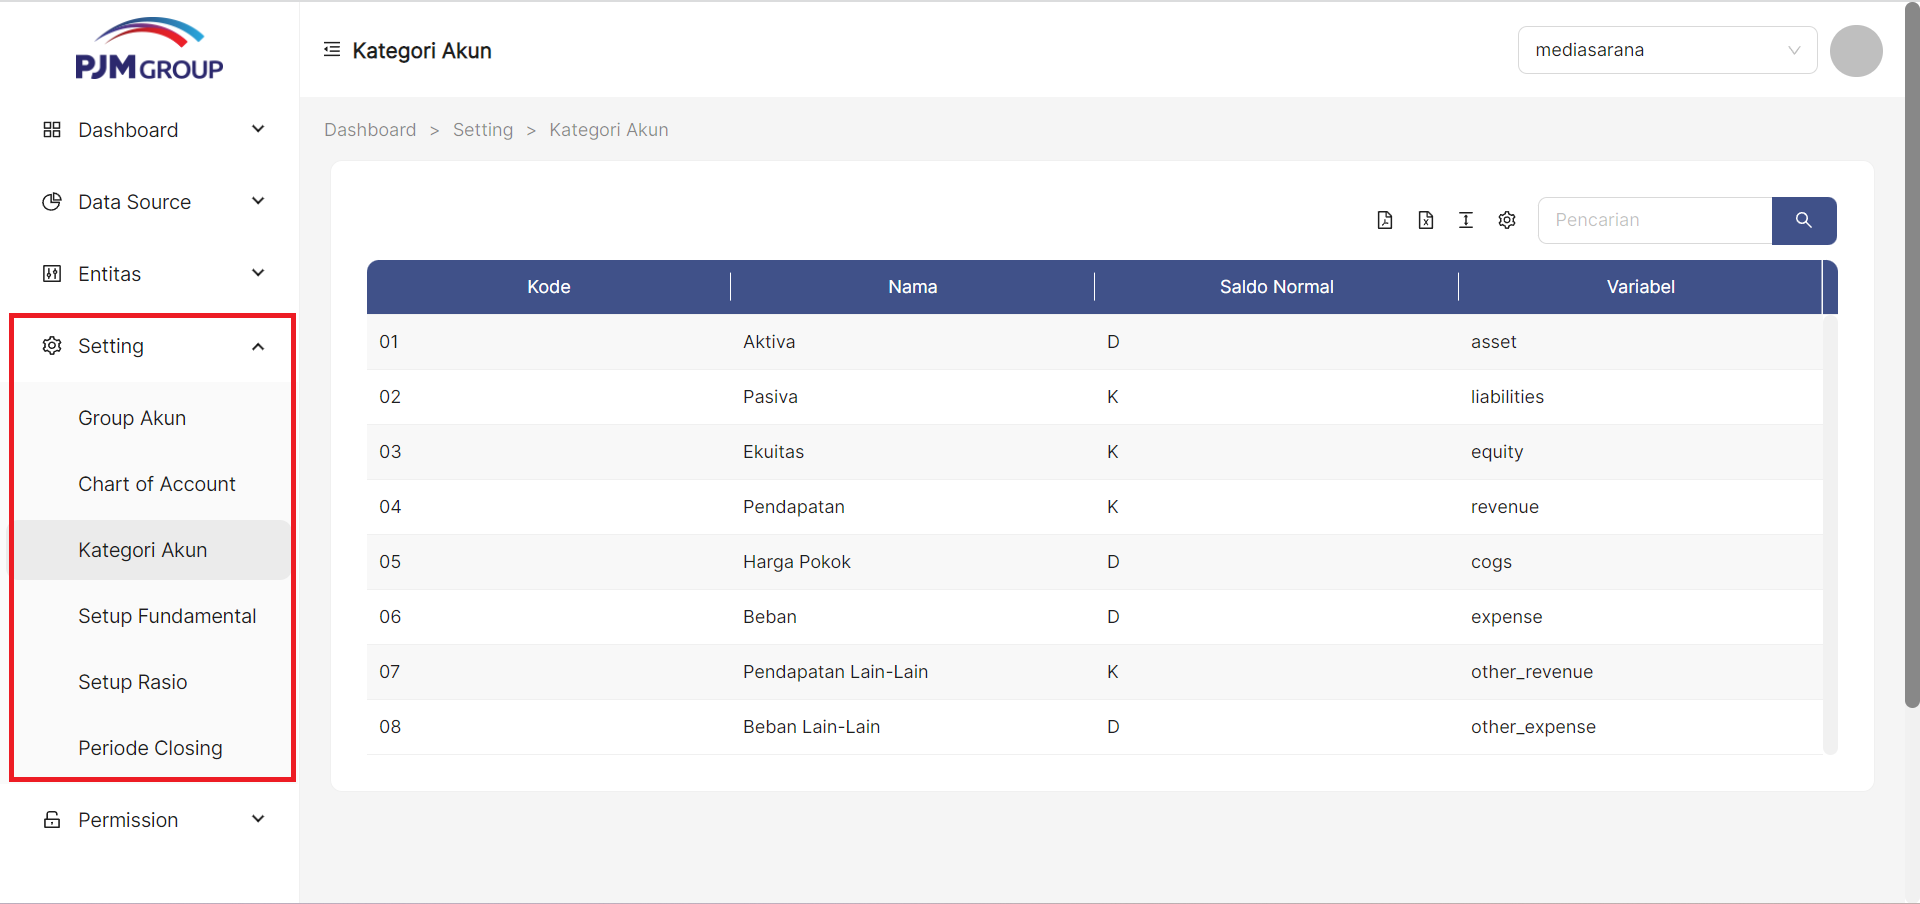 PJM GROUP
Dashboard
Data Source
Entitas
Setting
Group Akun
Chart of Account
Kategori Akun
Setup Fundamental
Setup Rasio
Periode Closing
Permission
Kategori Akun
mediasarana
Dashboard > Setting > Kategori Akun
Pencarian
Kode Nama Saldo Normal Variabel
01 Aktiva D asset
02 Pasiva K liabilities
03 Ekuitas K equity
04 Pendapatan K revenue
05 Harga Pokok D cogs
06 Beban D expense
07 Pendapatan Lain-Lain K other_revenue
08 Beban Lain-Lain D other_expense